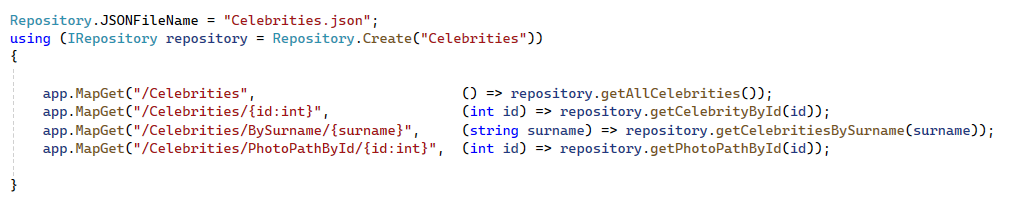 Repository.JSONFileName = "Celebrities.json";
using (IRepository repository = Repository.Create("Celebrities"))
{
app.MapGet("/Celebrities", () => repository.getAllCelebrities());
app.MapGet("/Celebrities/{id:int}", (int id) => repository.getCelebrityById(id));
app.MapGet("/Celebrities/BySurname/{surname}", (string surname) => repository.getCelebritiesBySurname(surname));
app.MapGet("/Celebrities/PhotoPathById/{id:int}", (int id) => repository.getPhotoPathById(id));
}